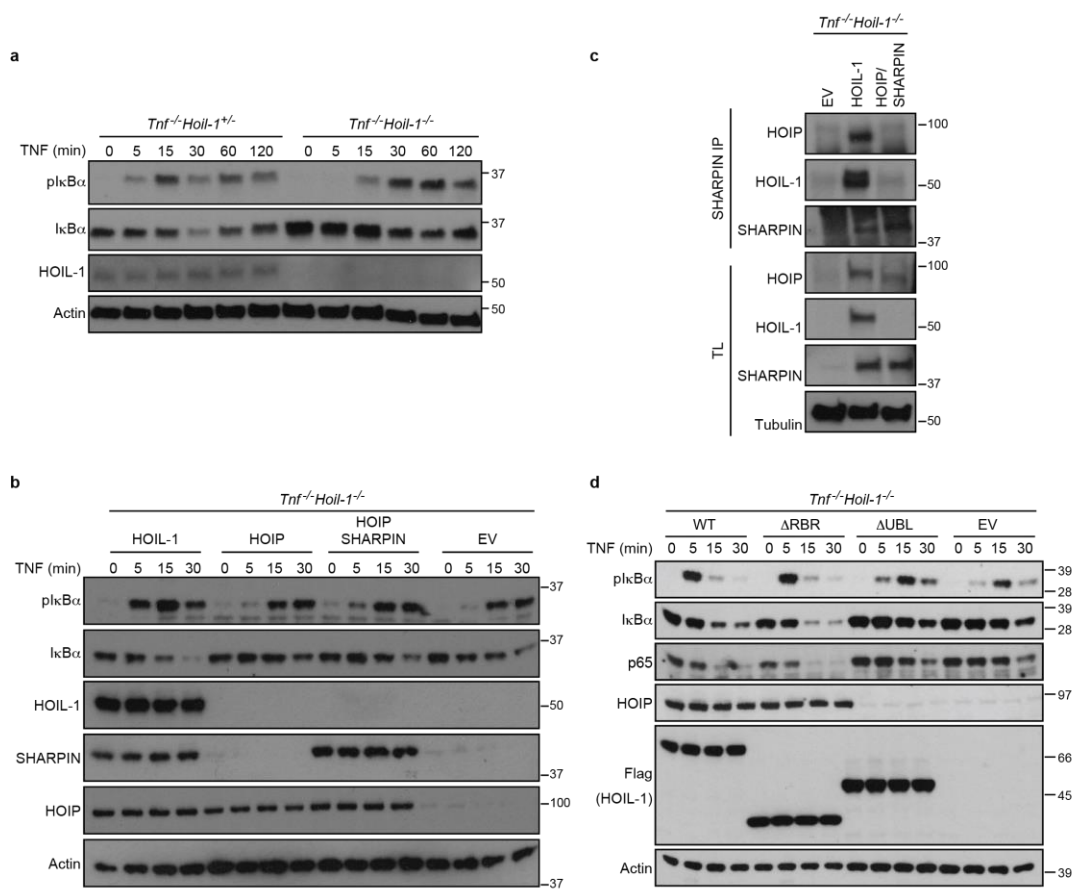 a
Tnf-/-Hoil-1+/- Tnf-/-Hoil-1-/-
TNF (min) 0 5 15 30 60 120 0 5 15 30 60 120
pIκBα 37
IκBα 37
HOIL-1 50
Actin 50
c
Tnf-/-Hoil-1-/-
EV HOIL-1 HOIP/SHARPIN
SHARPIN IP
HOIP 100
HOIL-1 50
SHARPIN 37
TL
HOIP 100
HOIL-1 50
SHARPIN 37
Tubulin 50
b
Tnf-/-Hoil-1-/-
HOIL-1 HOIP HOIP SHARPIN EV
TNF (min) 0 5 15 30 0 5 15 30 0 5 15 30 0 5 15 30
pIκBα 37
IκBα 37
HOIL-1 50
SHARPIN 37
HOIP 100
Actin 37
d
Tnf-/-Hoil-1-/-
WT ΔRBR ΔUBL EV
TNF (min) 0 5 15 30 0 5 15 30 0 5 15 30 0 5 15 30
pIκBα 39 28
IκBα 39 28
p65
HOIP 97
Flag (HOIL-1) 66 45
Actin 39